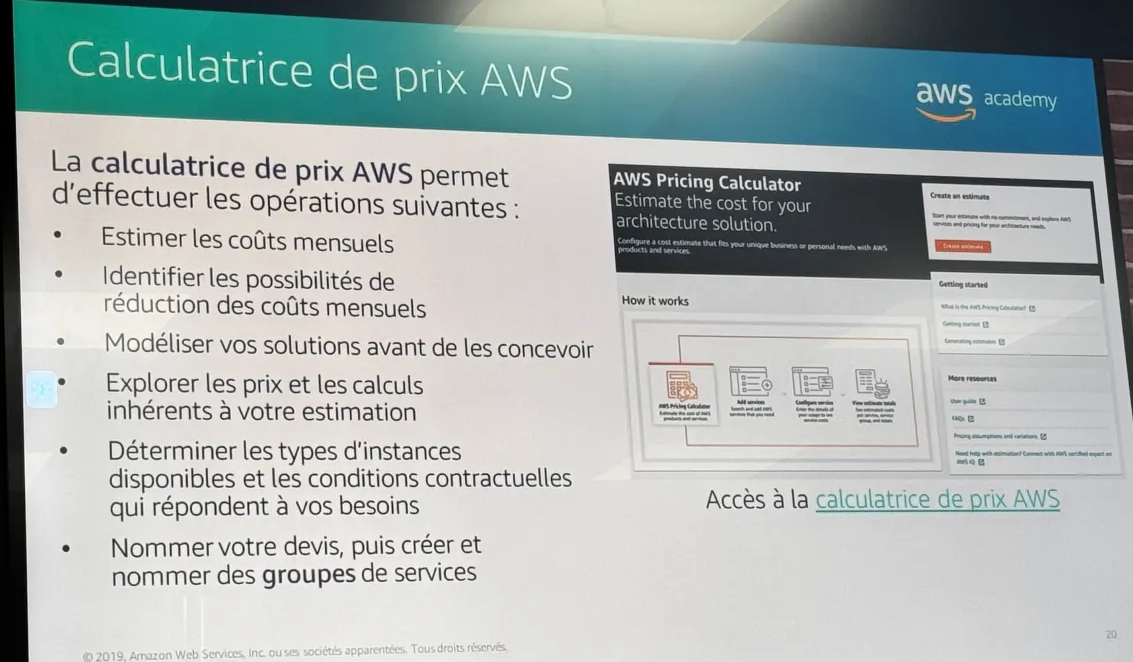 Calculatrice de prix AWS
aws academy
La calculatrice de prix AWS permet
d'effectuer les opérations suivantes :
• Estimer les coûts mensuels
• Identifier les possibilités de
réduction des coûts mensuels
• Modéliser vos solutions avant de les concevoir
• Explorer les prix et les calculs
inhérents à votre estimation
• Déterminer les types d'instances
disponibles et les conditions contractuelles
qui répondent à vos besoins
• Nommer votre devis, puis créer et
nommer des groupes de services
AWS Pricing Calculator
Estimate the cost for your
architecture solution.
Configure a cost estimate that fits your unique business or personal needs with AWS
products and services.
Create an estimate
Start your estimate with no commitment, and explore AWS
services and pricing for your architecture needs.
Create estimate
Getting started
What is the AWS Pricing Calculator?
Getting started
Generating estimates
More resources
User guide
FAQs
Pricing assumptions and variations
Need help with estimation? Connect with AWS certified expert on
AWS IQ
How it works
AWS Pricing Calculator
Estimate the cost of AWS
products and services
Add services
Search and add AWS
services that you need
Configure service
Enter the details of
your usage to see
service costs
View estimate totals
See estimated costs
per service, service
group, and totals
Accès à la calculatrice de prix AWS
© 2019, Amazon Web Services, Inc. ou ses sociétés apparentées. Tous droits réservés.
20